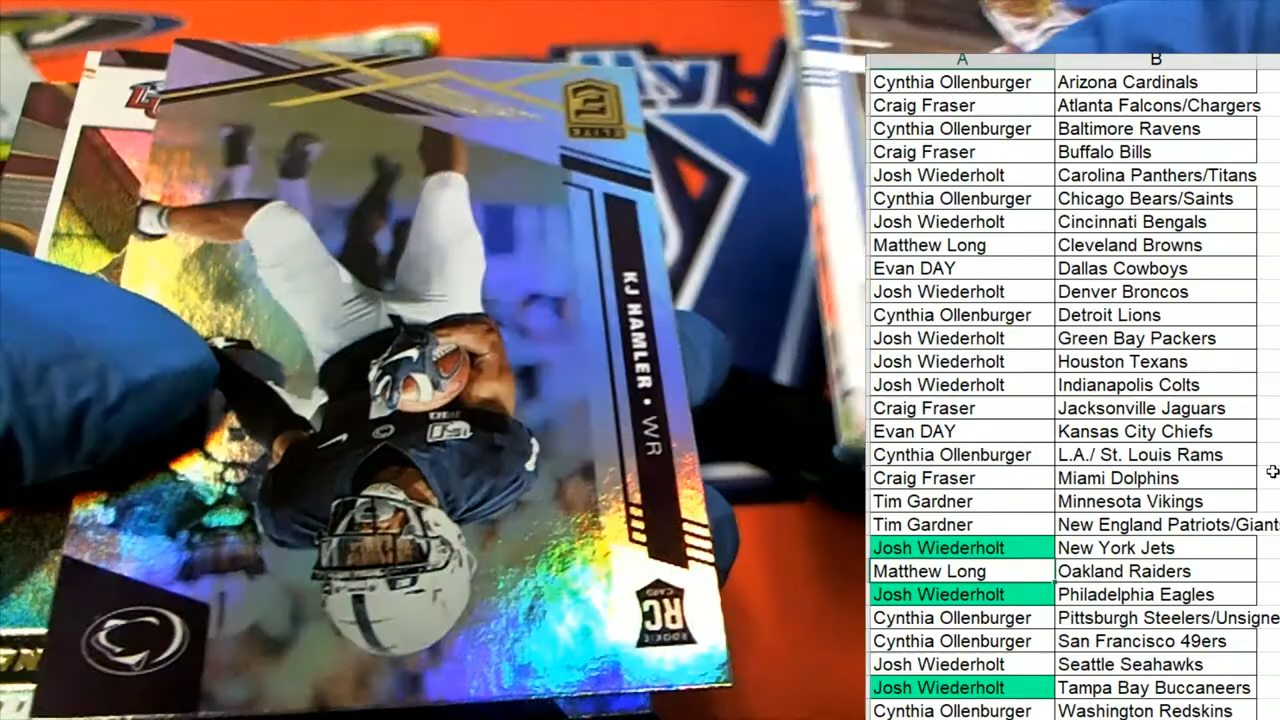 ELITE
KJ HAMLER • WR
RC
ROOKIE
CARD
A B
Cynthia Ollenburger Arizona Cardinals
Craig Fraser Atlanta Falcons/Chargers
Cynthia Ollenburger Baltimore Ravens
Craig Fraser Buffalo Bills
Josh Wiederholt Carolina Panthers/Titans
Cynthia Ollenburger Chicago Bears/Saints
Josh Wiederholt Cincinnati Bengals
Matthew Long Cleveland Browns
Evan DAY Dallas Cowboys
Josh Wiederholt Denver Broncos
Cynthia Ollenburger Detroit Lions
Josh Wiederholt Green Bay Packers
Josh Wiederholt Houston Texans
Josh Wiederholt Indianapolis Colts
Craig Fraser Jacksonville Jaguars
Evan DAY Kansas City Chiefs
Cynthia Ollenburger L.A./ St. Louis Rams
Craig Fraser Miami Dolphins
Tim Gardner Minnesota Vikings
Tim Gardner New England Patriots/Giants
Josh Wiederholt New York Jets
Matthew Long Oakland Raiders
Josh Wiederholt Philadelphia Eagles
Cynthia Ollenburger Pittsburgh Steelers/Unsigne
Cynthia Ollenburger San Francisco 49ers
Josh Wiederholt Seattle Seahawks
Josh Wiederholt Tampa Bay Buccaneers
Cynthia Ollenburger Washington Redskins